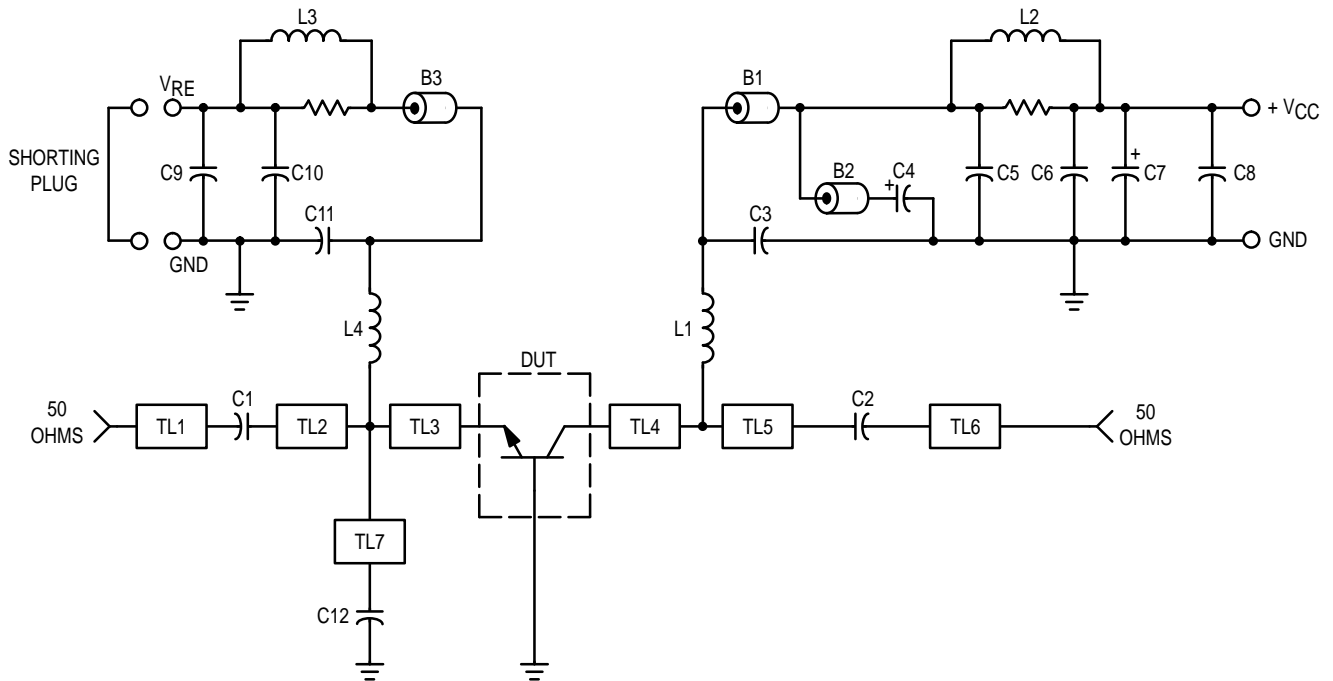 L3
L2
VRE
B3
B1
+ VCC
SHORTING
PLUG
C9
C10
B2
+
C4
C5
C6
+
C7
C8
C11
C3
GND
GND
L4
L1
DUT
50
OHMS
TL1
C1
TL2
TL3
TL4
TL5
C2
TL6
50
OHMS
TL7
C12